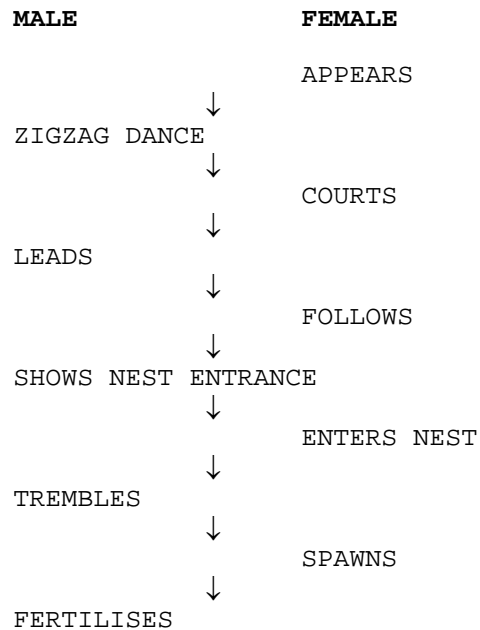 MALE FEMALE
APPEARS
↓
ZIGZAG DANCE
↓
COURTS
↓
LEADS
↓
FOLLOWS
↓
SHOWS NEST ENTRANCE
↓
ENTERS NEST
↓
TREMBLES
↓
SPAWNS
↓
FERTILISES